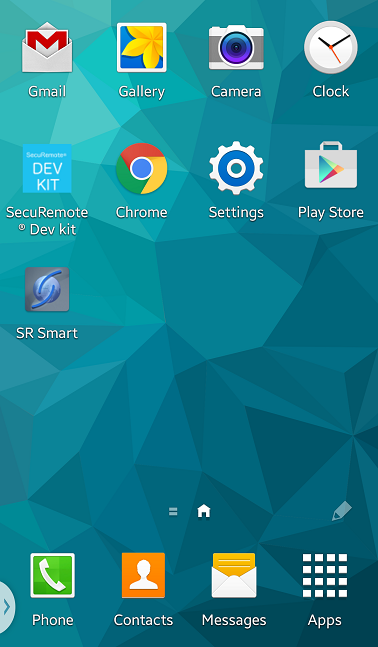 Gmail
Gallery
Camera
Clock
SecuRemote®
DEV
KIT
SecuRemote
® Dev kit
Chrome
Settings
Play Store
SR Smart
Phone
Contacts
Messages
Apps